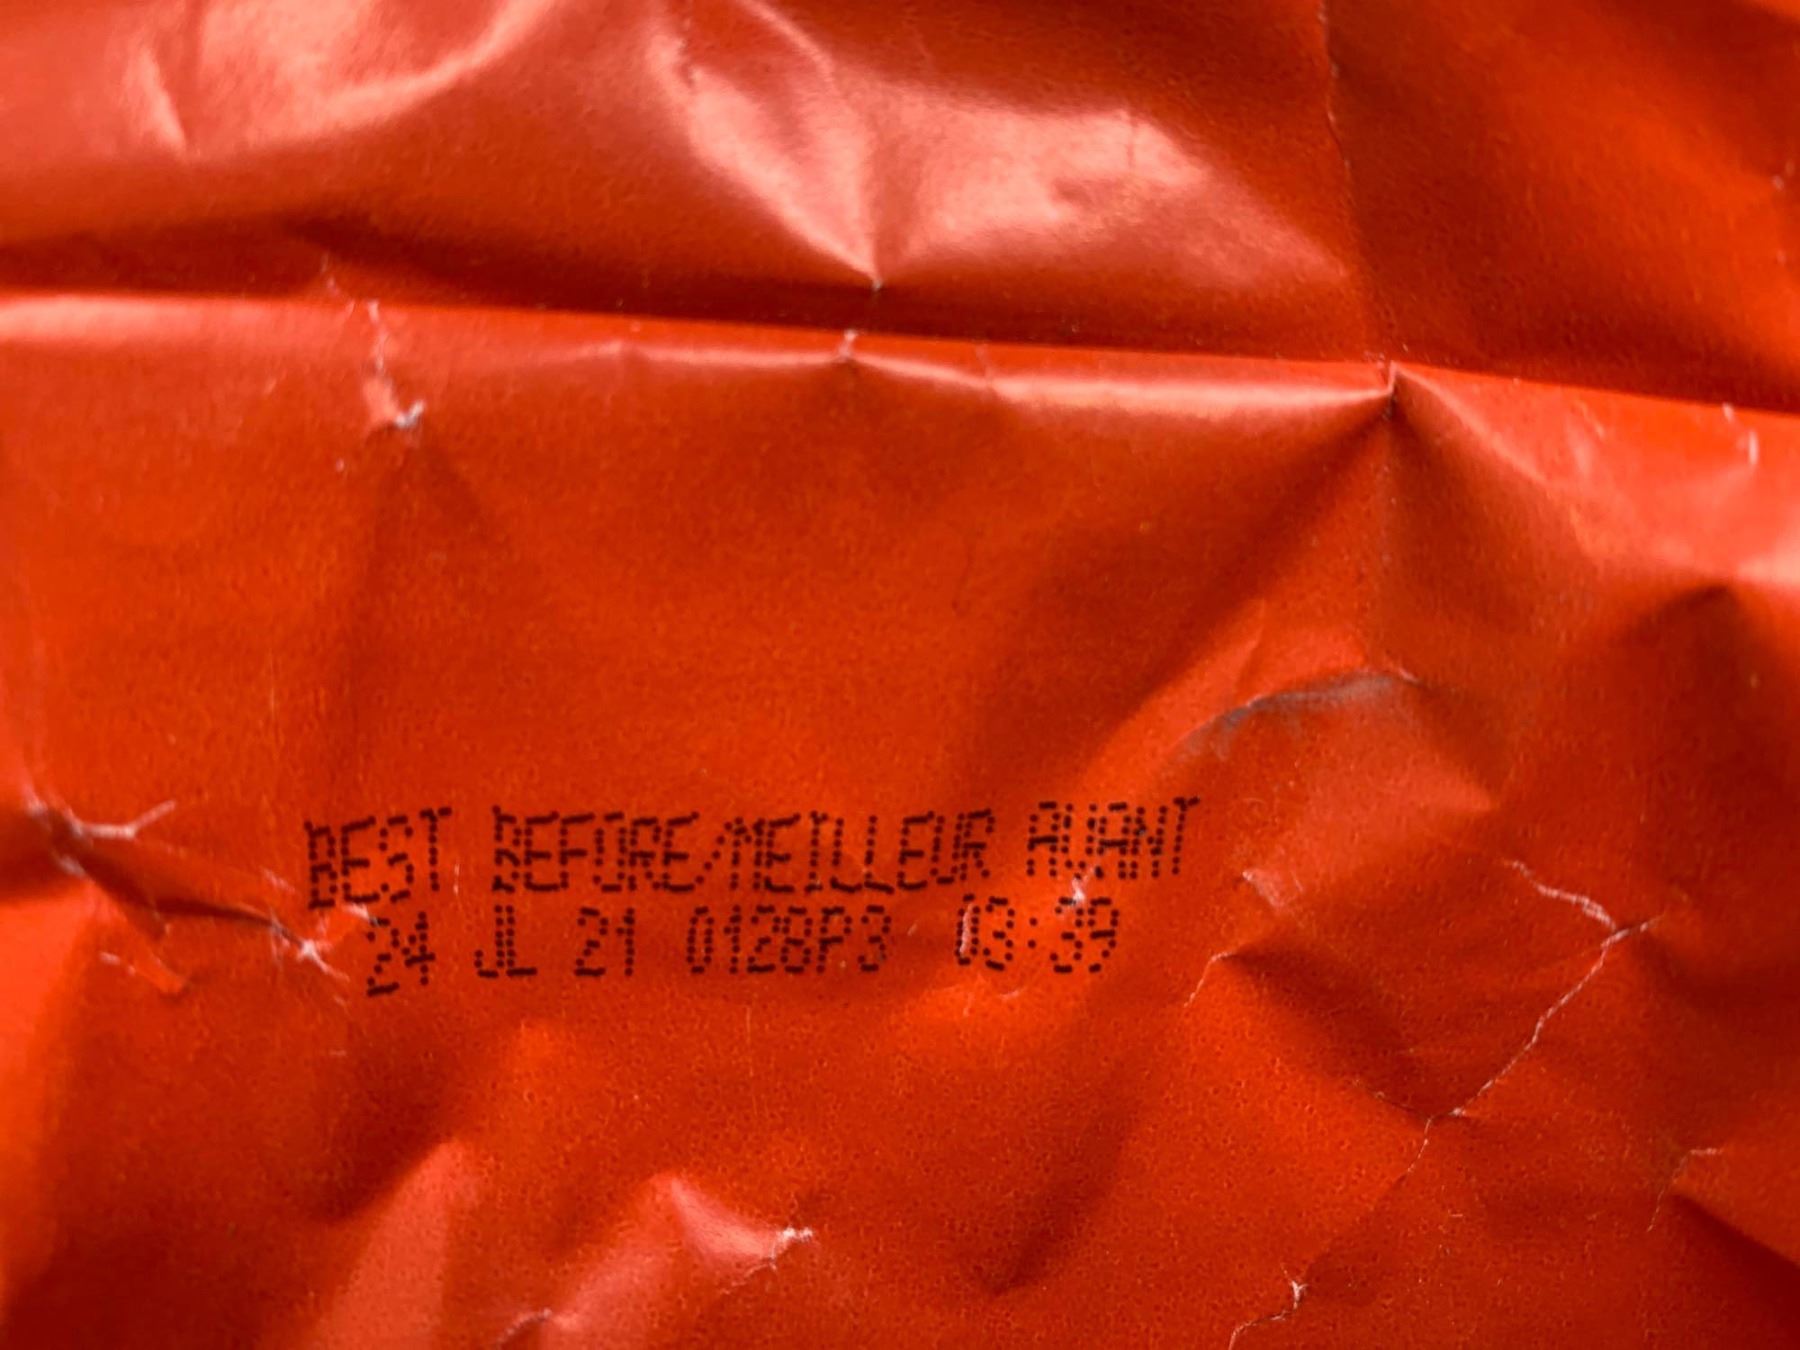 BEST BEFORE/MEILLEUR AVANT
24 JL 21 0128P3 03:39